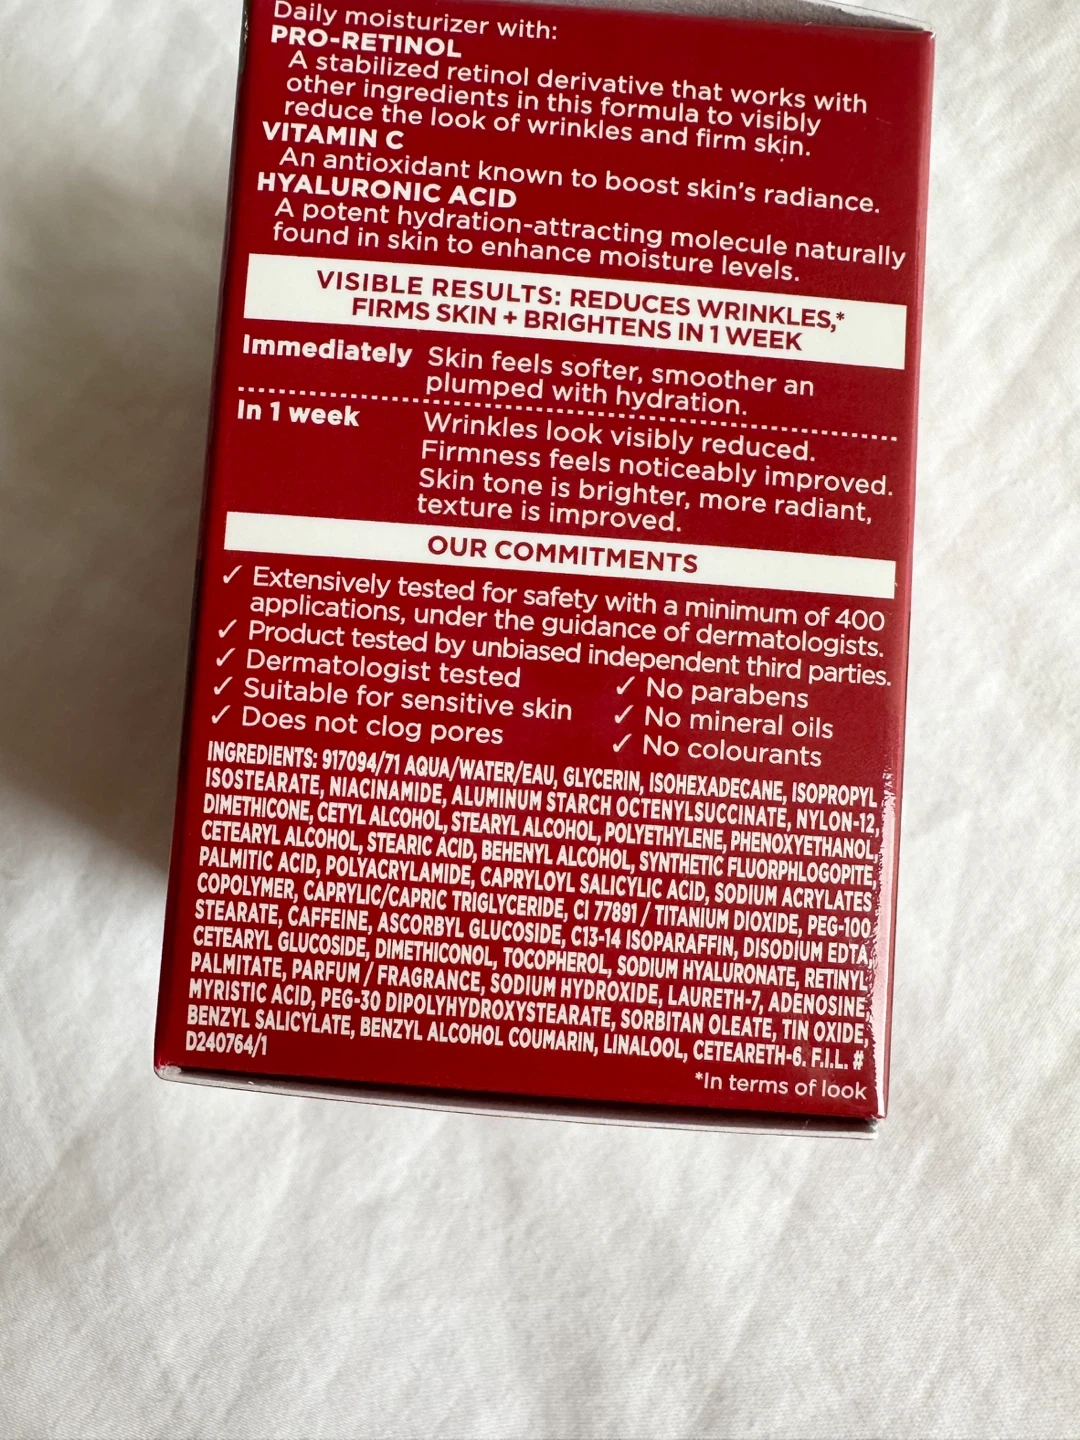 Daily moisturizer with:
PRO-RETINOL
A stabilized retinol derivative that works with
other ingredients in this formula to visibly
reduce the look of wrinkles and firm skin.
VITAMIN C
An antioxidant known to boost skin's radiance.
HYALURONIC ACID
A potent hydration-attracting molecule naturally
found in skin to enhance moisture levels.
VISIBLE RESULTS: REDUCES WRINKLES,*
FIRMS SKIN + BRIGHTENS IN 1 WEEK
Immediately Skin feels softer, smoother an
plumped with hydration.
In 1 week Wrinkles look visibly reduced.
Firmness feels noticeably improved.
Skin tone is brighter, more radiant,
texture is improved.
OUR COMMITMENTS
✓ Extensively tested for safety with a minimum of 400
applications, under the guidance of dermatologists.
✓ Product tested by unbiased independent third parties.
✓ Dermatologist tested
✓ Suitable for sensitive skin
✓ Does not clog pores
✓ No parabens
✓ No mineral oils
✓ No colourants
INGREDIENTS: 917094/71 AQUA/WATER/EAU, GLYCERIN, ISOHEXADECANE, ISOPROPYL
ISOSTEARATE, NIACINAMIDE, ALUMINUM STARCH OCTENYLSUCCINATE, NYLON-12,
DIMETHICONE, CETYL ALCOHOL, STEARYL ALCOHOL, POLYETHYLENE, PHENOXYETHANOL,
CETEARYL ALCOHOL, STEARIC ACID, BEHENYL ALCOHOL, SYNTHETIC FLUORPHLOGOPITE,
PALMITIC ACID, POLYACRYLAMIDE, CAPRYLOYL SALICYLIC ACID, SODIUM ACRYLATES
COPOLYMER, CAPRYLIC/CAPRIC TRIGLYCERIDE, CI 77891 / TITANIUM DIOXIDE, PEG-100
STEARATE, CAFFEINE, ASCORBYL GLUCOSIDE, C13-14 ISOPARAFFIN, DISODIUM EDTA,
CETEARYL GLUCOSIDE, DIMETHICONOL, TOCOPHEROL, SODIUM HYALURONATE, RETINYL
PALMITATE, PARFUM / FRAGRANCE, SODIUM HYDROXIDE, LAURETH-7, ADENOSINE,
MYRISTIC ACID, PEG-30 DIPOLYHYDROXYSTEARATE, SORBITAN OLEATE, TIN OXIDE,
BENZYL SALICYLATE, BENZYL ALCOHOL COUMARIN, LINALOOL, CETEARETH-6. F.I.L. #
D240764/1
*In terms of look